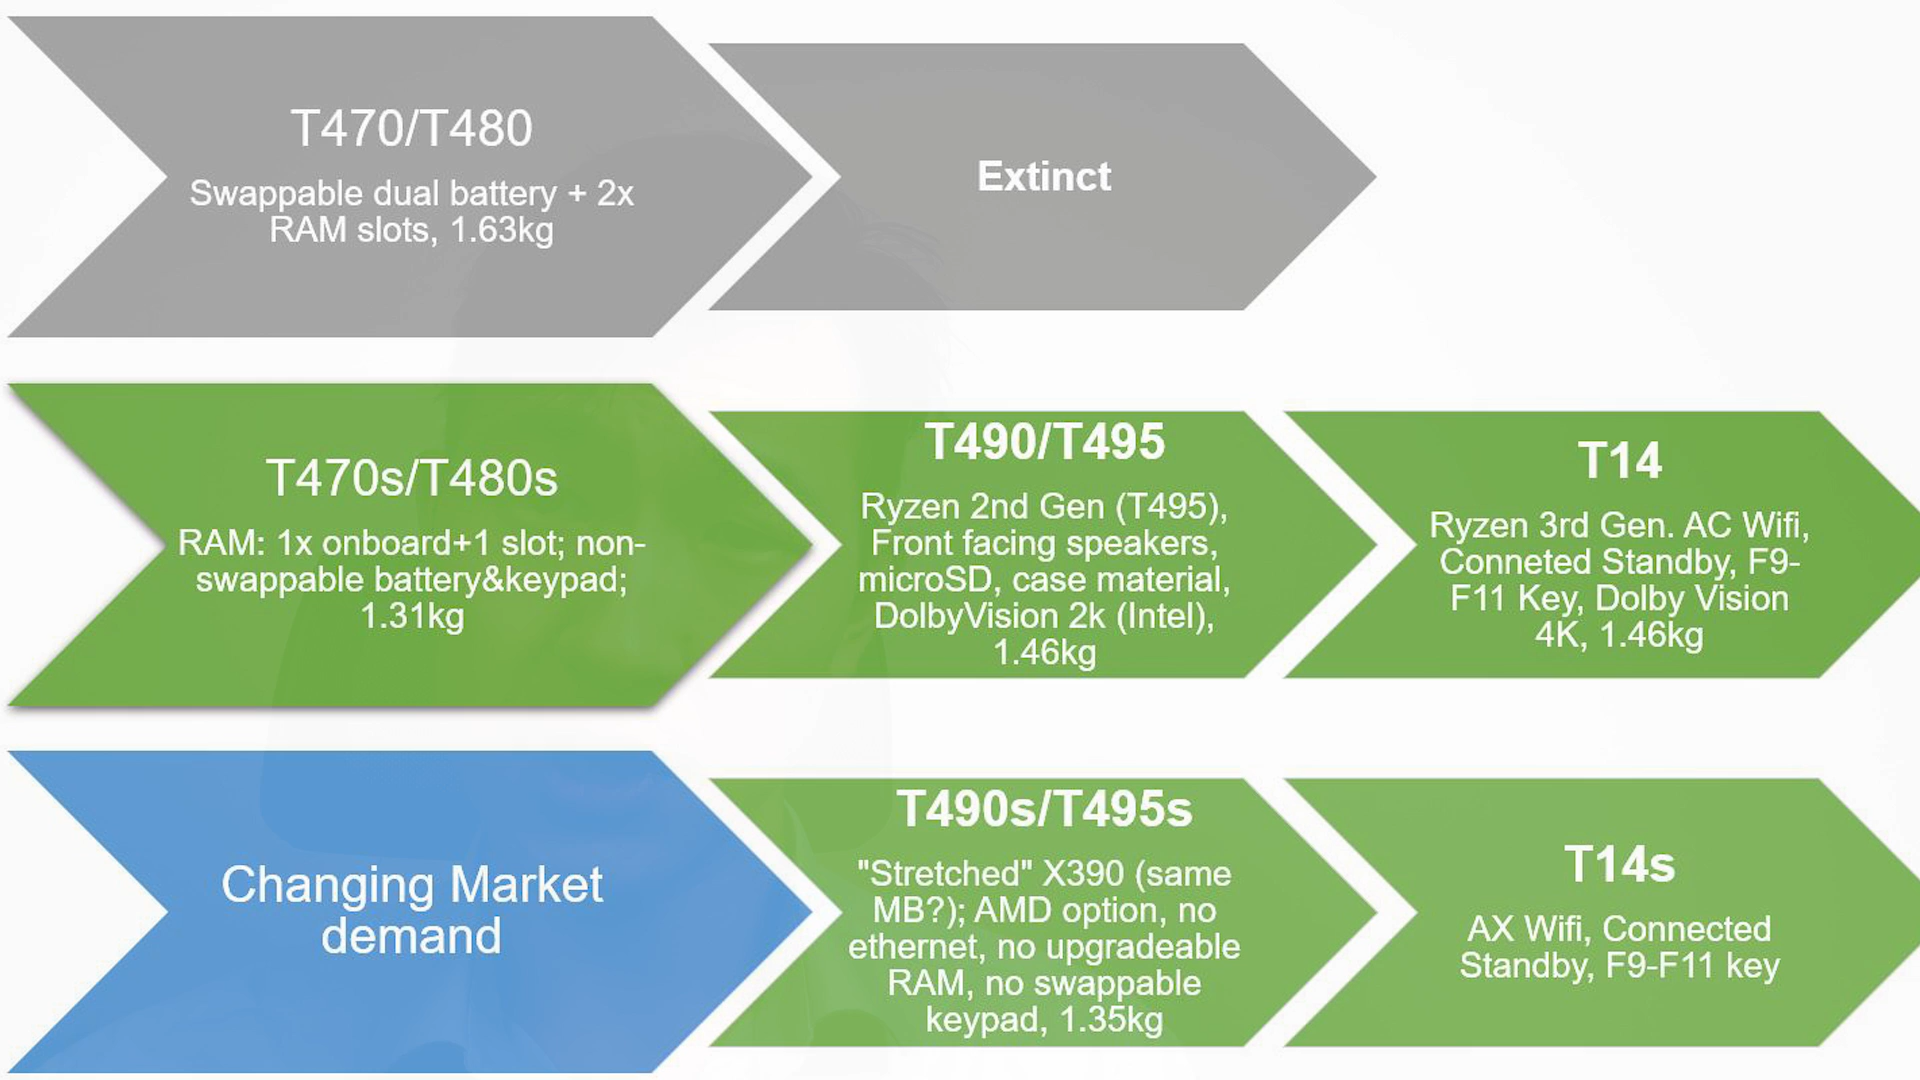 T470/T480
Swappable dual battery + 2x
RAM slots, 1.63kg
Extinct
T470s/T480s
RAM: 1x onboard+1 slot; non-
swappable battery&keypad;
1.31kg
T490/T495
Ryzen 2nd Gen (T495),
Front facing speakers,
microSD, case material,
DolbyVision 2k (Intel),
1.46kg
T14
Ryzen 3rd Gen. AC Wifi,
Conneted Standby, F9-
F11 Key, Dolby Vision
4K, 1.46kg
Changing Market
demand
T490s/T495s
"Stretched" X390 (same
MB?); AMD option, no
ethernet, no upgradeable
RAM, no swappable
keypad, 1.35kg
T14s
AX Wifi, Connected
Standby, F9-F11 key